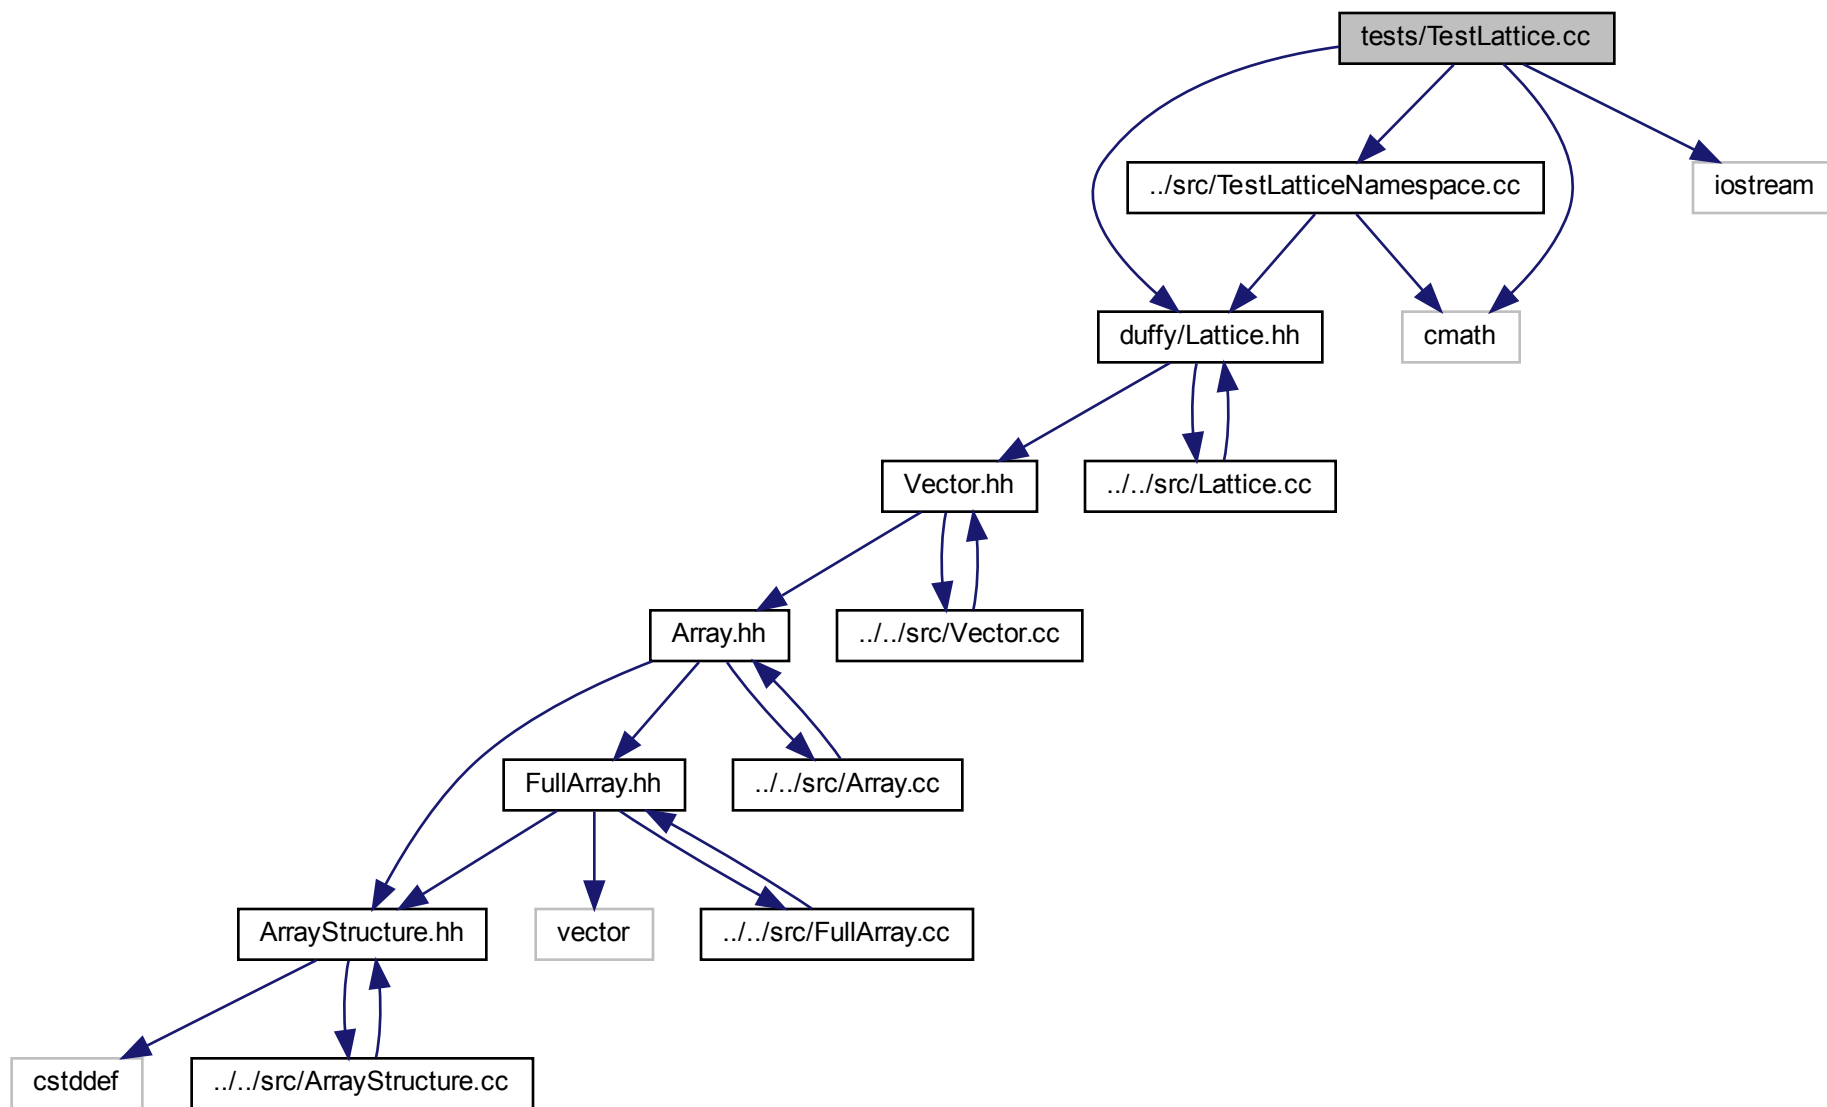 tests/TestLattice.cc
../src/TestLatticeNamespace.cc
iostream
duffy/Lattice.hh
cmath
Vector.hh
../../src/Lattice.cc
Array.hh
../../src/Vector.cc
FullArray.hh
../../src/Array.cc
ArrayStructure.hh
vector
../../src/FullArray.cc
cstddef
../../src/ArrayStructure.cc